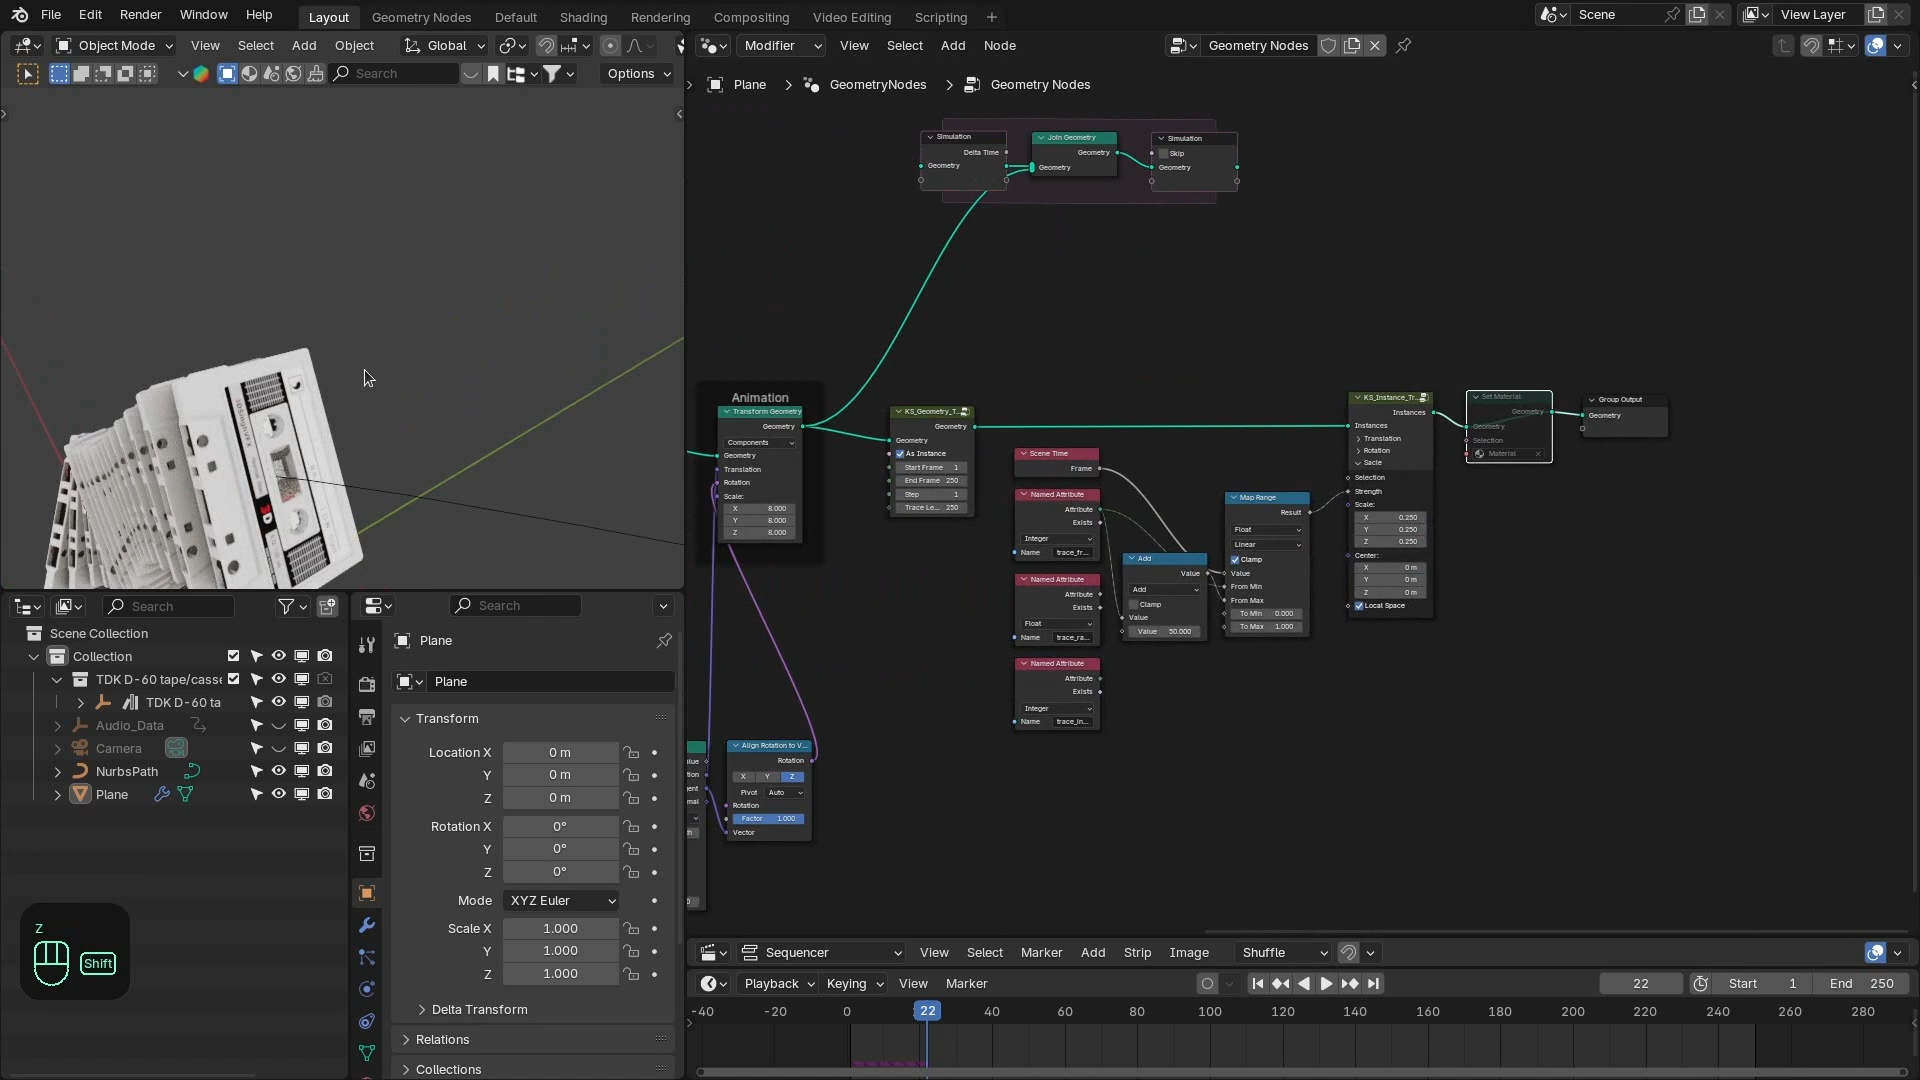 File Edit Render Window Help Layout Geometry Nodes Default Shading Rendering Compositing Video Editing Scripting + Scene View Layer
Object Mode View Select Add Object Global
Modifier View Select Add Node Geometry Nodes
Search Options
Plane > GeometryNodes > Geometry Nodes
Simulation
Delta Time
Geometry
Join Geometry
Geometry
Geometry
Simulation
Skip
Geometry
Animation
Transform Geometry
Geometry
Components
Geometry
Translation
Rotation
Scale:
X 8.000
Y 8.000
Z 8.000
KS_Geometry_T...
Geometry
Geometry
As Instance
Start Frame 1
End Frame 250
Step 1
Trace Le... 250
Scene Time
Frame
Named Attribute
Attribute
Exists
Integer
Name trace_fr...
Named Attribute
Attribute
Exists
Float
Name trace_ra...
Named Attribute
Attribute
Exists
Integer
Name trace_in...
Add
Value
Add
Clamp
Value
Value 50.000
Map Range
Result
Float
Linear
Clamp
Value
From Min
From Max
To Min 0.000
To Max 1.000
KS_Instance_Tr...
Instances
Instances
Translation
Rotation
Sacle
Selection
Strength
Scale:
X 0.250
Y 0.250
Z 0.250
Center:
X 0 m
Y 0 m
Z 0 m
Local Space
Set Material
Geometry
Geometry
Selection
Material
Group Output
Geometry
Align Rotation to V...
Rotation
X Y Z
Pivot Auto
Rotation
Factor 1.000
Vector
Search
Scene Collection
Collection
TDK D-60 tape/casse
TDK D-60 ta
Audio_Data
Camera
NurbsPath
Plane
Search
Plane
Plane
Transform
Location X 0 m
Y 0 m
Z 0 m
Rotation X 0°
Y 0°
Z 0°
Mode XYZ Euler
Scale X 1.000
Y 1.000
Z 1.000
Delta Transform
Relations
Collections
Z
Shift
Sequencer View Select Marker Add Strip Image Shuffle
Playback Keying View Marker 22 Start 1 End 250
-40 -20 0 22 40 60 80 100 120 140 160 180 200 220 240 260 280